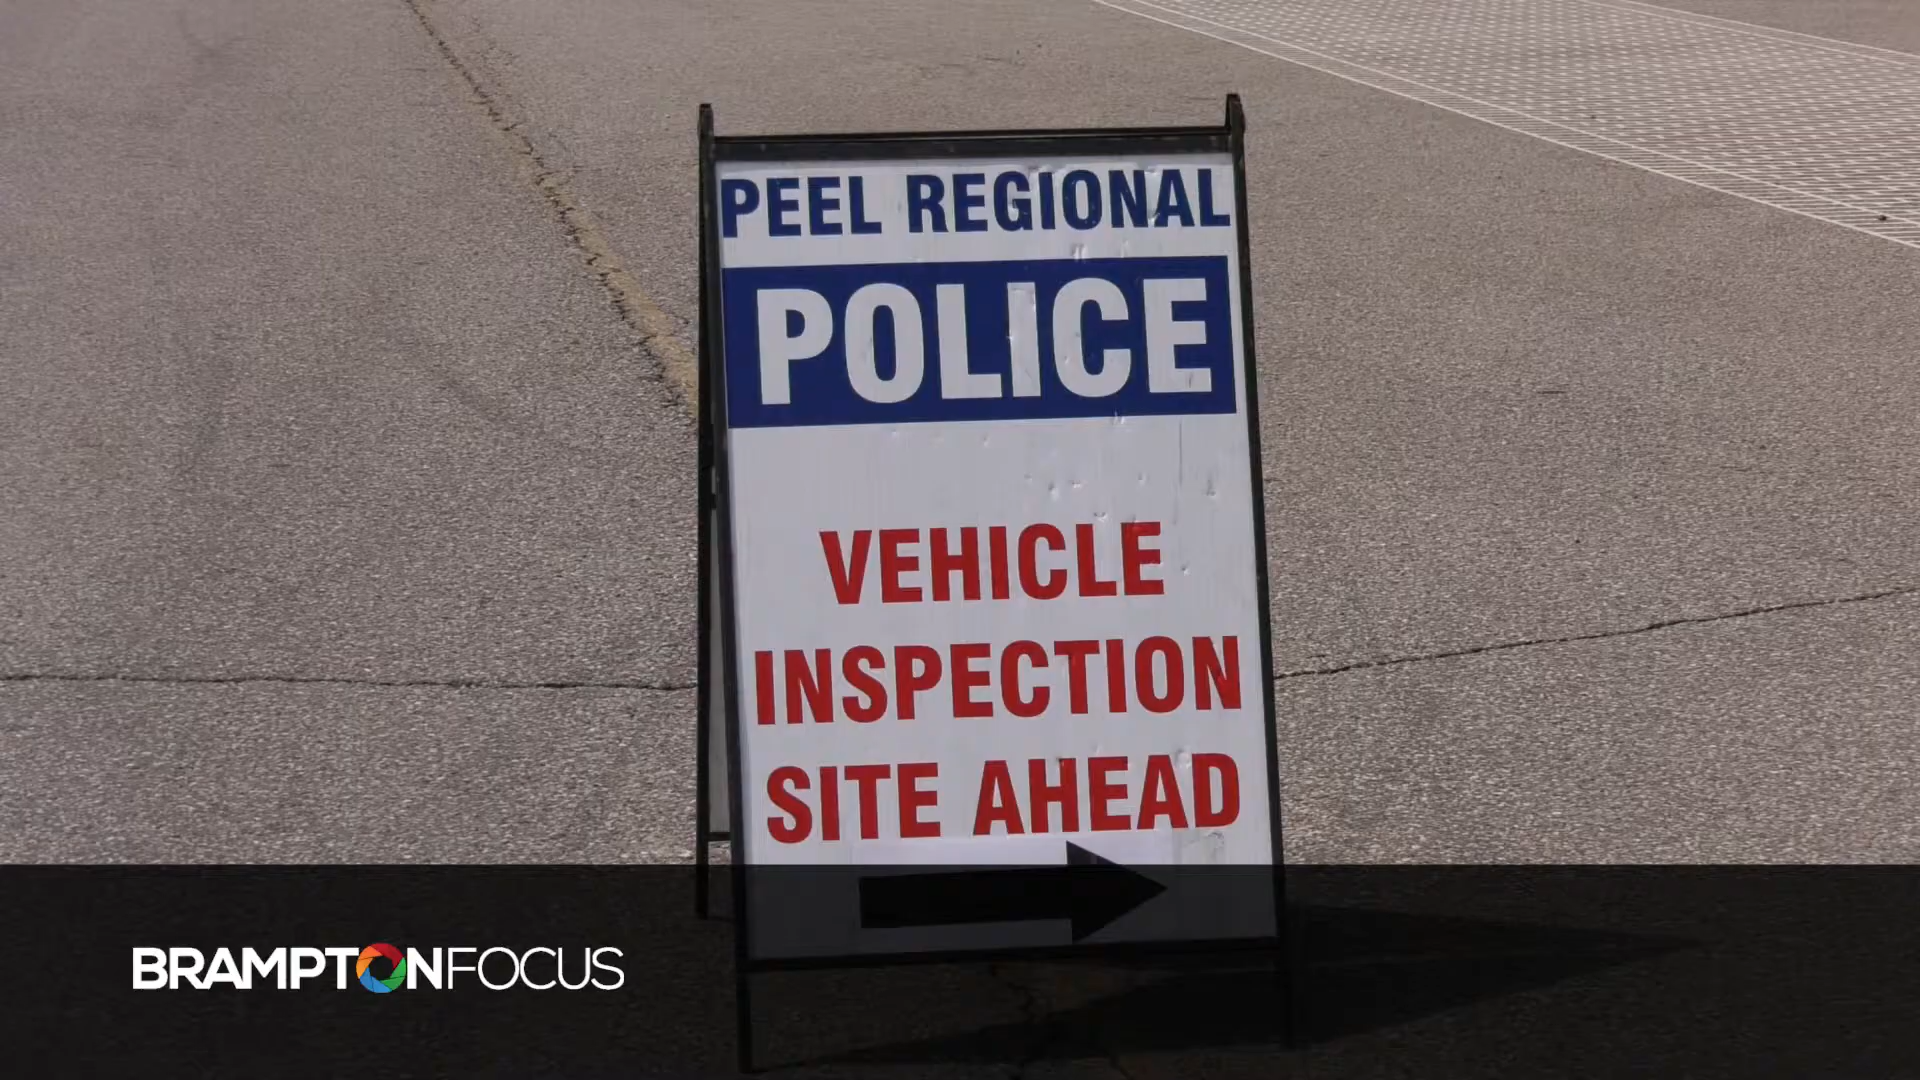 PEEL REGIONAL
POLICE
VEHICLE
INSPECTION
SITE AHEAD
BRAMPTONFOCUS